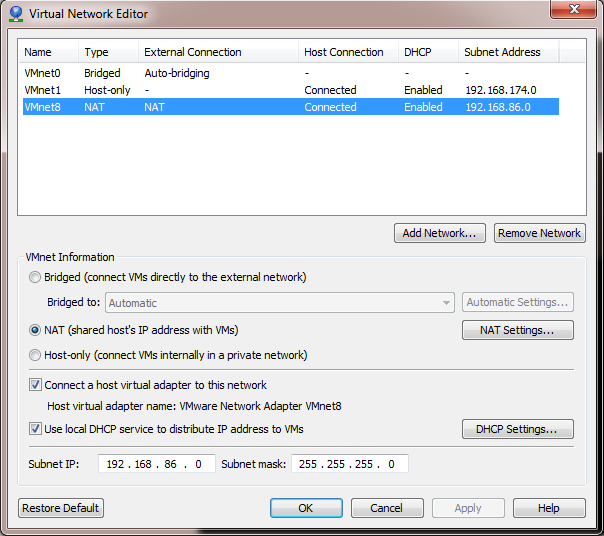 Virtual Network Editor
Name Type External Connection Host Connection DHCP Subnet Address
VMnet0 Bridged Auto-bridging - - -
VMnet1 Host-only - Connected Enabled 192.168.174.0
VMnet8 NAT NAT Connected Enabled 192.168.86.0
Add Network... Remove Network
VMnet Information
Bridged (connect VMs directly to the external network)
Bridged to: Automatic Automatic Settings...
NAT (shared host's IP address with VMs) NAT Settings...
Host-only (connect VMs internally in a private network)
Connect a host virtual adapter to this network
Host virtual adapter name: VMware Network Adapter VMnet8
Use local DHCP service to distribute IP address to VMs DHCP Settings...
Subnet IP: 192 . 168 . 86 . 0 Subnet mask: 255 . 255 . 255 . 0
Restore Default OK Cancel Apply Help